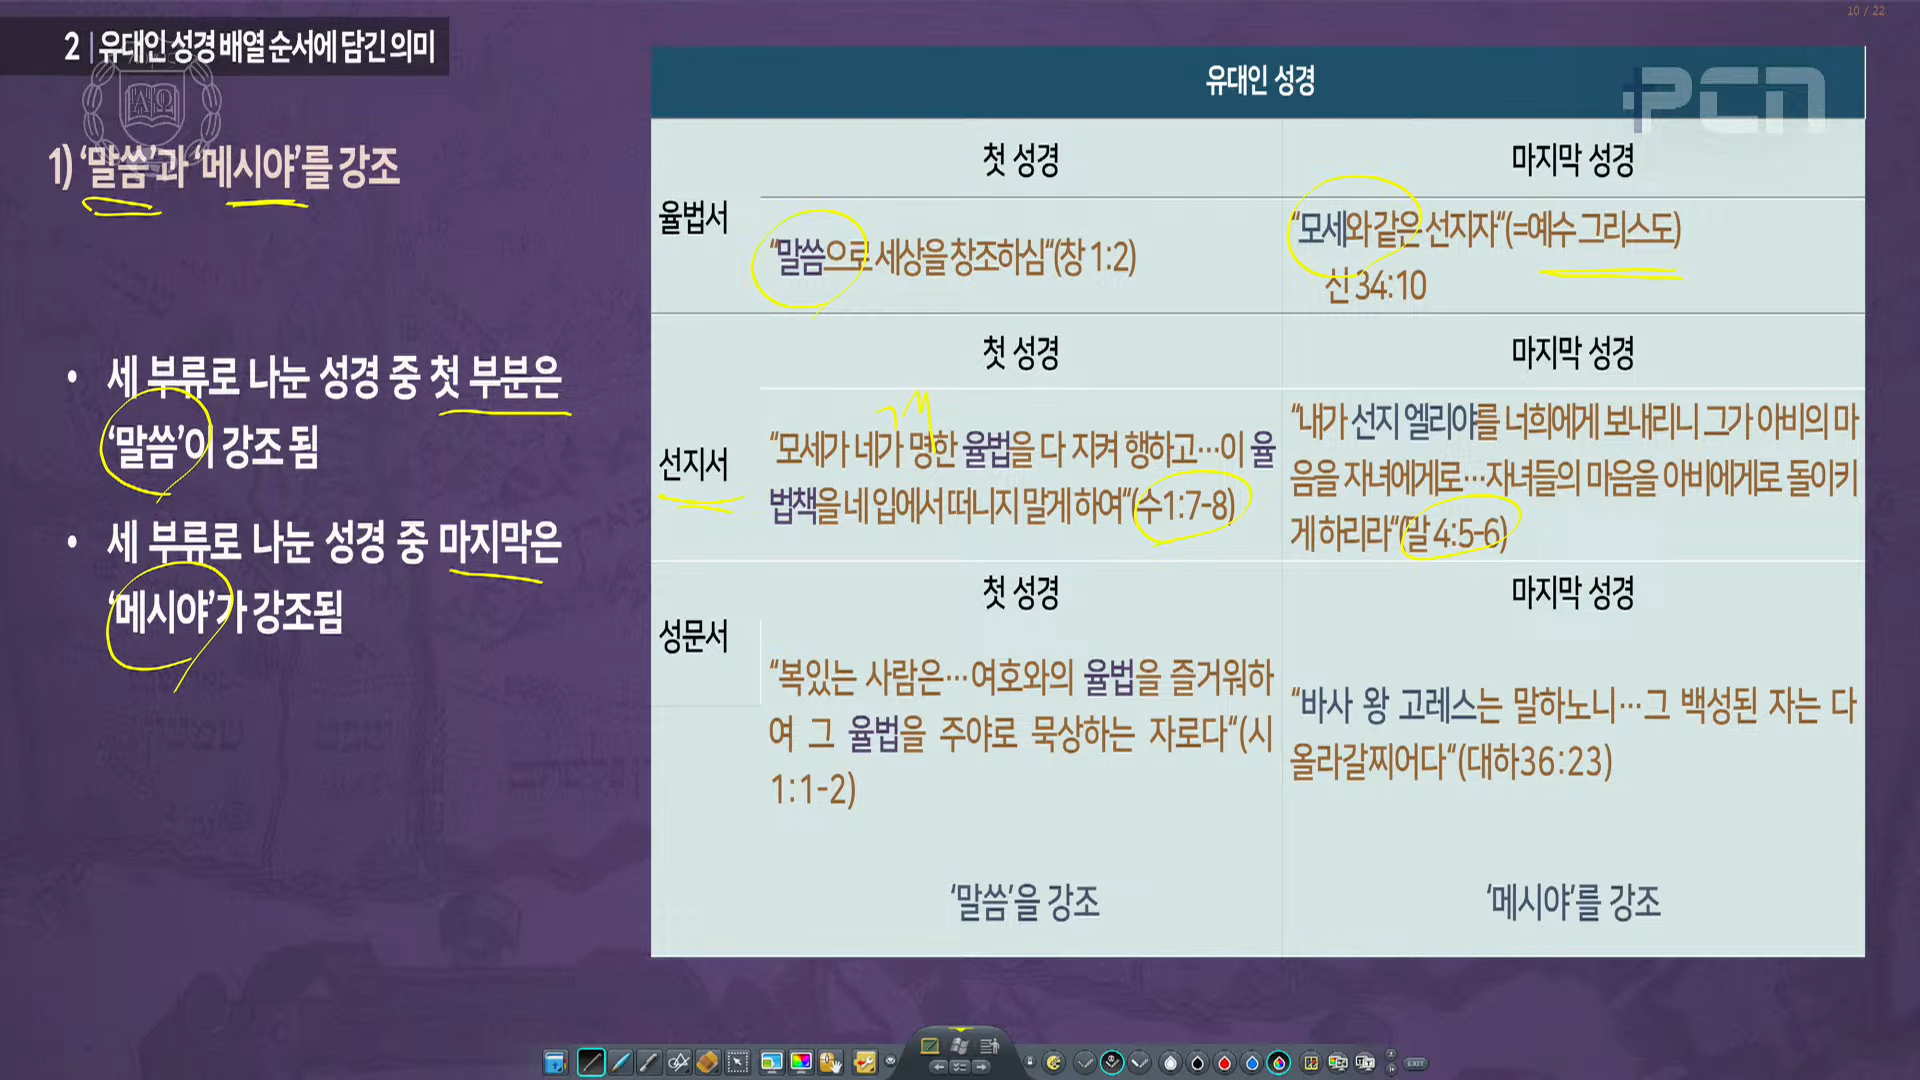 10 / 22
2 | 유대인 성경 배열 순서에 담긴 의미
PCN
ΑΩ
1) ‘말씀’과 ‘메시야’를 강조
• 세 부류로 나눈 성경 중 첫 부분은
‘말씀’이 강조 됨
• 세 부류로 나눈 성경 중 마지막은
‘메시야’가 강조됨
유대인 성경
율법서
첫 성경
마지막 성경
“말씀으로 세상을 창조하심“(창 1:2)
“모세와 같은 선지자“(=예수 그리스도)
신 34:10
선지서
첫 성경
마지막 성경
“모세가 네가 명한 율법을 다 지켜 행하고…이 율
법책을 네 입에서 떠니지 말게 하여“(수1:7-8)
“내가 선지 엘리야를 너희에게 보내리니 그가 아비의 마
음을 자녀에게로…자녀들의 마음을 아비에게로 돌이키
게 하리라“(말 4:5-6)
성문서
첫 성경
마지막 성경
“복있는 사람은…여호와의 율법을 즐거워하
여 그 율법을 주야로 묵상하는 자로다“(시
1:1-2)
“바사 왕 고레스는 말하노니…그 백성된 자는 다
올라갈찌어다“(대하36:23)
‘말씀’을 강조
‘메시야’를 강조
EXIT